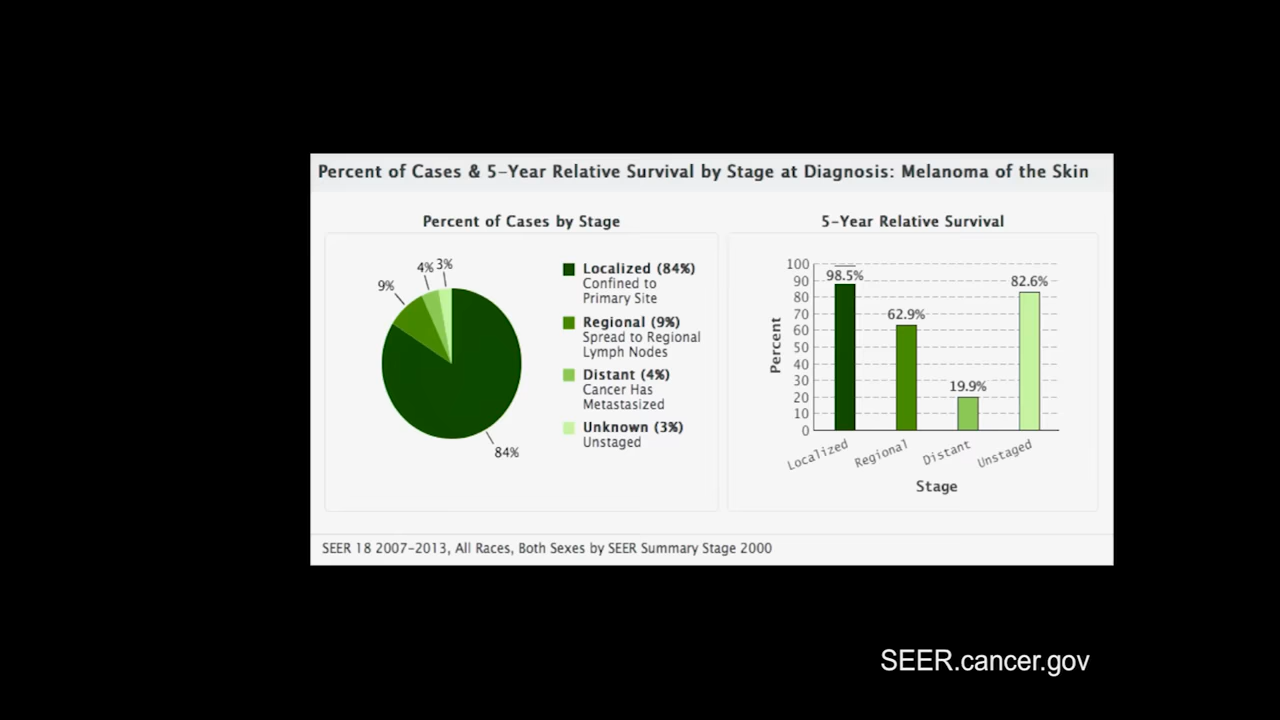 Percent of Cases & 5-Year Relative Survival by Stage at Diagnosis: Melanoma of the Skin
Percent of Cases by Stage
9%
4%
3%
84%
Localized (84%)
Confined to
Primary Site
Regional (9%)
Spread to Regional
Lymph Nodes
Distant (4%)
Cancer Has
Metastasized
Unknown (3%)
Unstaged
5-Year Relative Survival
Percent
100
90
80
70
60
50
40
30
20
10
0
98.5%
62.9%
19.9%
82.6%
Localized
Regional
Distant
Unstaged
Stage
SEER 18 2007-2013, All Races, Both Sexes by SEER Summary Stage 2000
SEER.cancer.gov